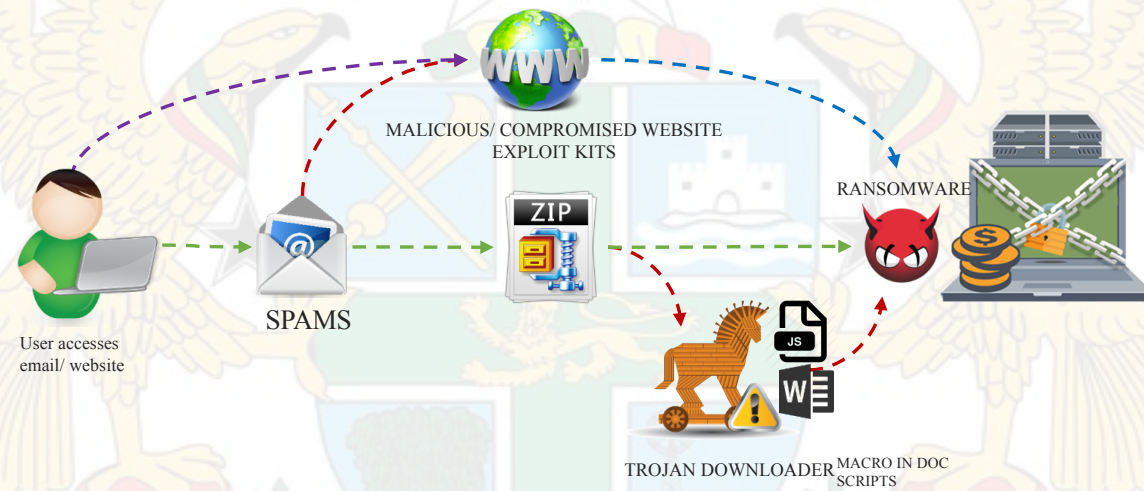 WWW
MALICIOUS/ COMPROMISED WEBSITE
EXPLOIT KITS
RANSOMWARE
ZIP
@
$
SPAMS
User accesses
email/ website
JS
W
TROJAN DOWNLOADER
MACRO IN DOC
SCRIPTS